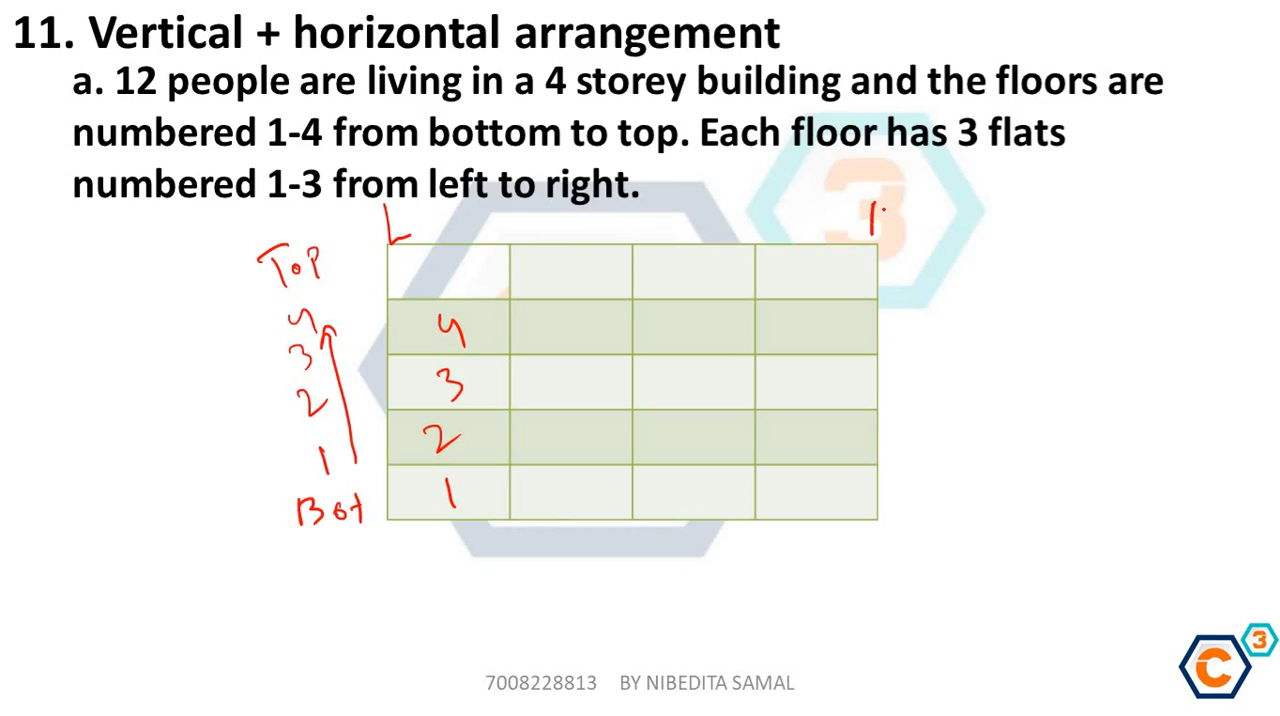 11. Vertical + horizontal arrangement
a. 12 people are living in a 4 storey building and the floors are
numbered 1-4 from bottom to top. Each floor has 3 flats
numbered 1-3 from left to right.
L
Top
4
3
2
1
Bot
4
3
2
1
3
7008228813 BY NIBEDITA SAMAL
C 3